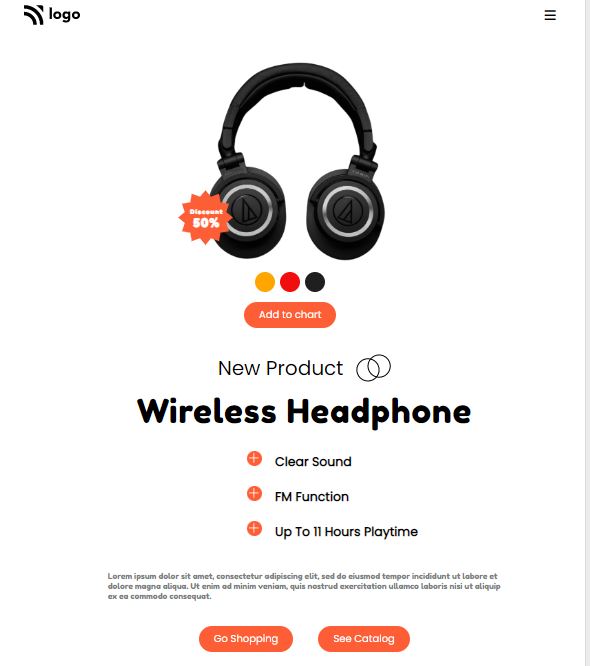 logo
Discount
50%
Add to chart
New Product
Wireless Headphone
Clear Sound
FM Function
Up To 11 Hours Playtime
Lorem ipsum dolor sit amet, consectetur adipiscing elit, sed do eiusmod tempor incididunt ut labore et
dolore magna aliqua. Ut enim ad minim veniam, quis nostrud exercitation ullamco laboris nisi ut aliquip
ex ea commodo consequat.
Go Shopping
See Catalog